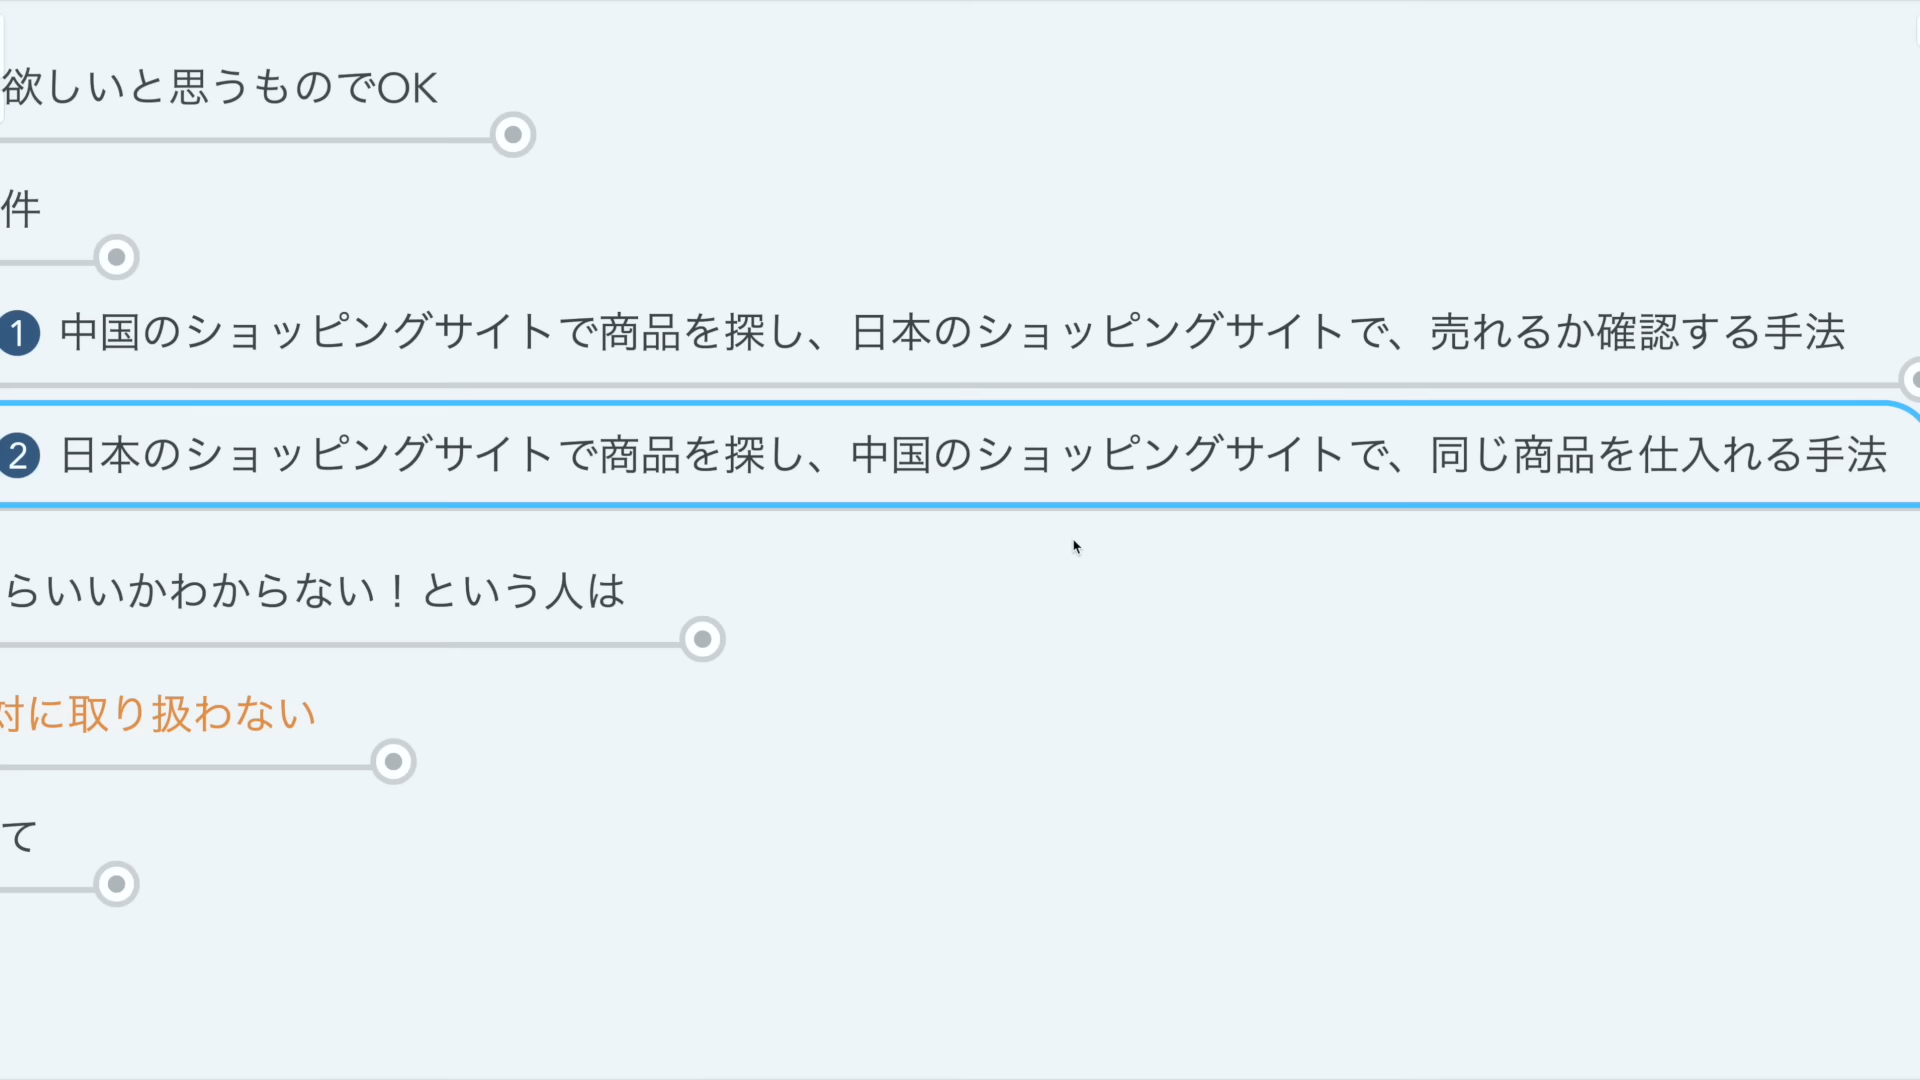 欲しいと思うものでOK
件
1 中国のショッピングサイトで商品を探し、日本のショッピングサイトで、売れるか確認する手法
2 日本のショッピングサイトで商品を探し、中国のショッピングサイトで、同じ商品を仕入れる手法
らいいかわからない！という人は
対に取り扱わない
て